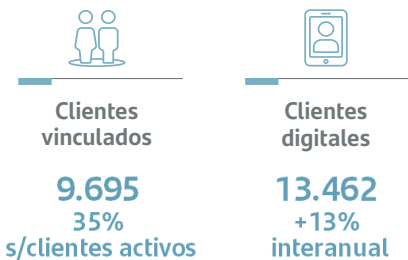 Clientes
vinculados
9.695
35%
s/clientes activos
Clientes
digitales
13.462
+13%
interanual